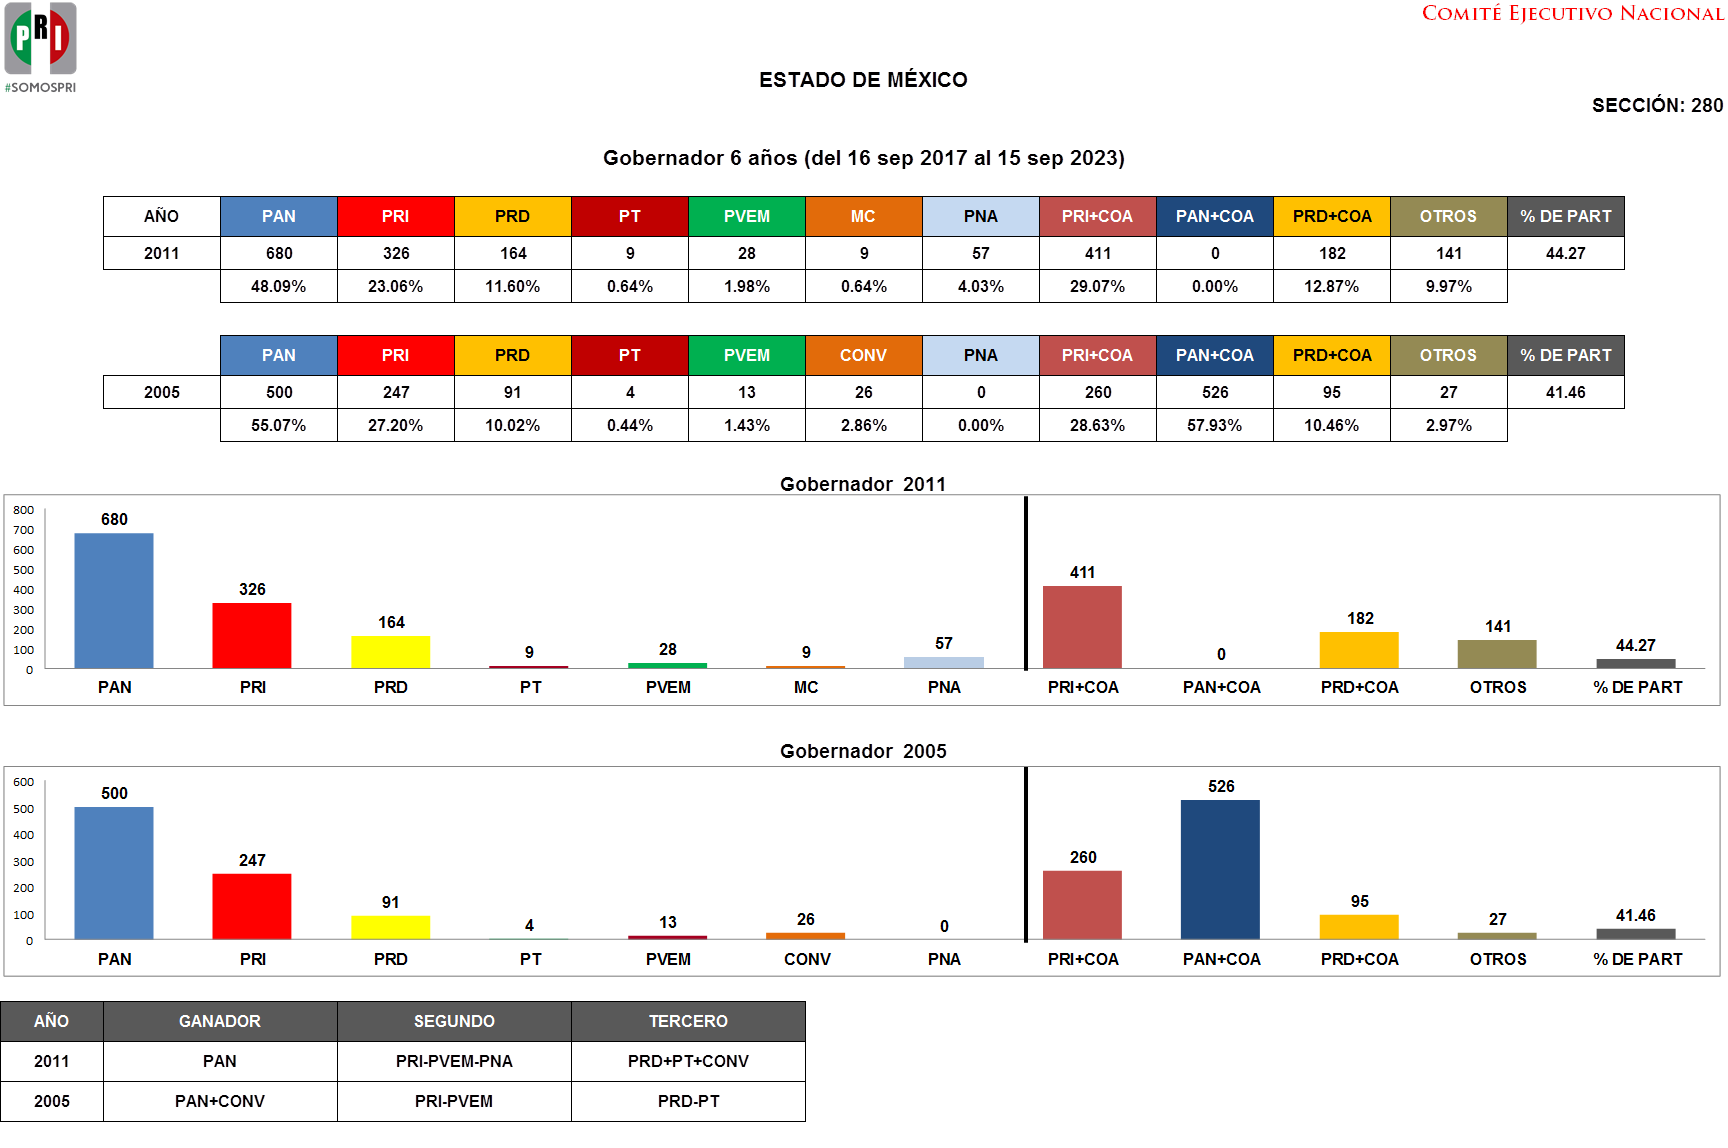 PRI
#SOMOSPRI
COMITÉ EJECUTIVO NACIONAL
ESTADO DE MÉXICO
SECCIÓN: 280
Gobernador 6 años (del 16 sep 2017 al 15 sep 2023)
AÑO PAN PRI PRD PT PVEM MC PNA PRI+COA PAN+COA PRD+COA OTROS % DE PART
2011 680 326 164 9 28 9 57 411 0 182 141 44.27
48.09% 23.06% 11.60% 0.64% 1.98% 0.64% 4.03% 29.07% 0.00% 12.87% 9.97%
PAN PRI PRD PT PVEM CONV PNA PRI+COA PAN+COA PRD+COA OTROS % DE PART
2005 500 247 91 4 13 26 0 260 526 95 27 41.46
55.07% 27.20% 10.02% 0.44% 1.43% 2.86% 0.00% 28.63% 57.93% 10.46% 2.97%
Gobernador 2011
800
700
600
500
400
300
200
100
0
680 326 164 9 28 9 57 411 0 182 141 44.27
PAN PRI PRD PT PVEM MC PNA PRI+COA PAN+COA PRD+COA OTROS % DE PART
Gobernador 2005
600
500
400
300
200
100
0
500 247 91 4 13 26 0 260 526 95 27 41.46
PAN PRI PRD PT PVEM CONV PNA PRI+COA PAN+COA PRD+COA OTROS % DE PART
AÑO GANADOR SEGUNDO TERCERO
2011 PAN PRI-PVEM-PNA PRD+PT+CONV
2005 PAN+CONV PRI-PVEM PRD-PT